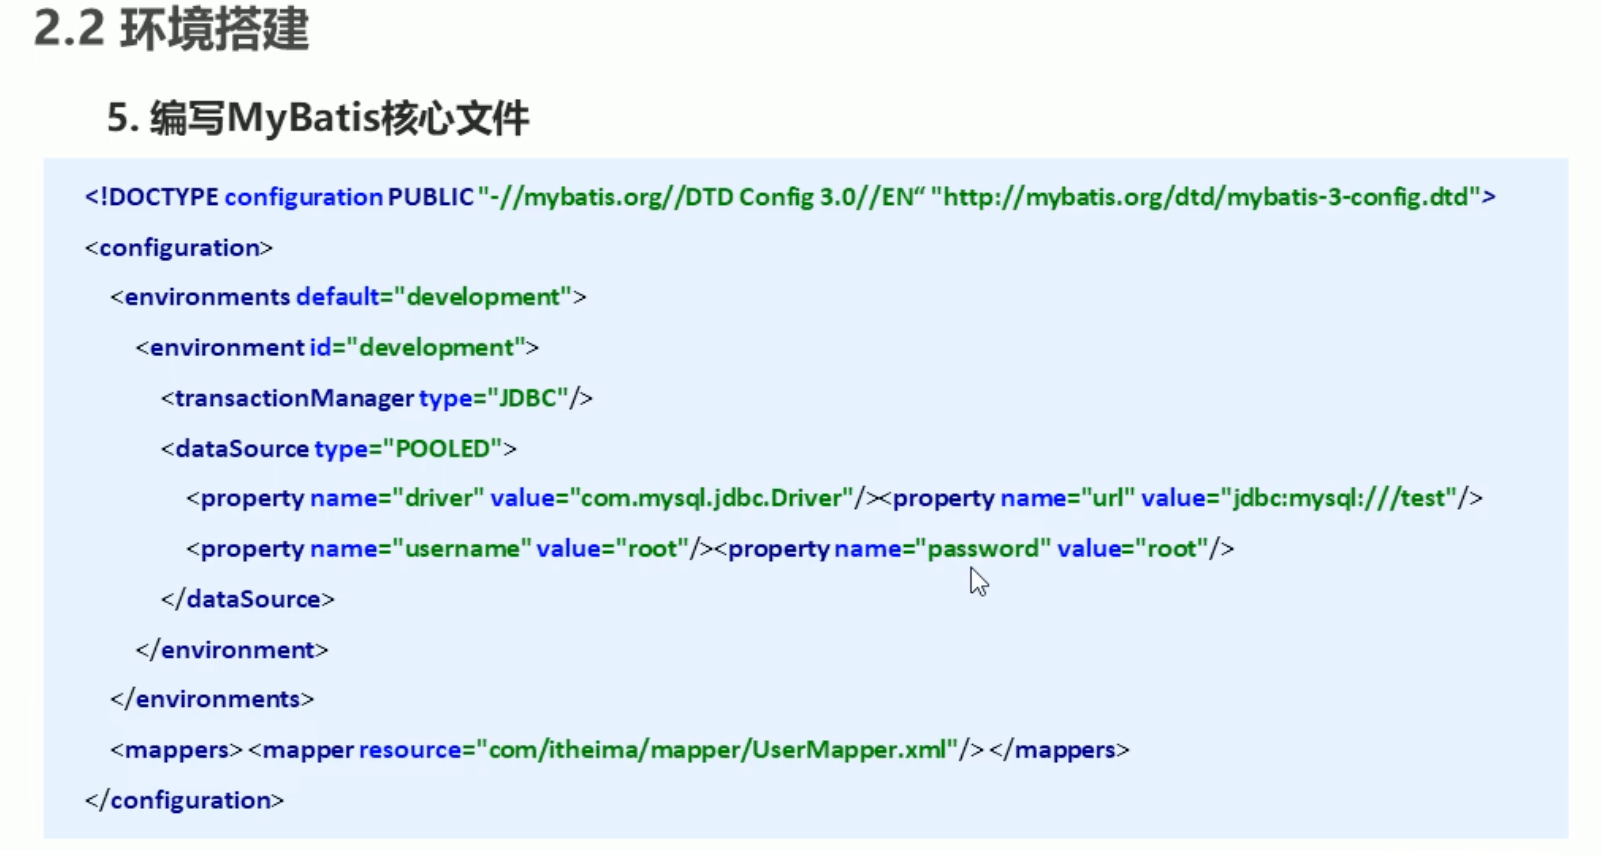 2.2 环境搭建
5. 编写MyBatis核心文件
<!DOCTYPE configuration PUBLIC "-//mybatis.org//DTD Config 3.0//EN“ "http://mybatis.org/dtd/mybatis-3-config.dtd">
<configuration>
<environments default="development">
<environment id="development">
<transactionManager type="JDBC"/>
<dataSource type="POOLED">
<property name="driver" value="com.mysql.jdbc.Driver"/><property name="url" value="jdbc:mysql:///test"/>
<property name="username" value="root"/><property name="password" value="root"/>
</dataSource>
</environment>
</environments>
<mappers> <mapper resource="com/itheima/mapper/UserMapper.xml"/> </mappers>
</configuration>